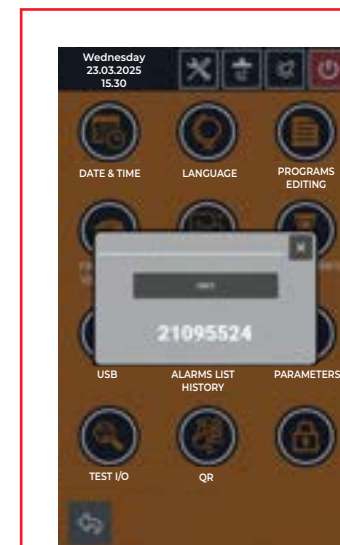 Wednesday
23.03.2025
15.30
DATE & TIME
LANGUAGE
PROGRAMS
EDITING
21095524
USB
ALARMS LIST
HISTORY
PARAMETERS
TEST I/O
QR